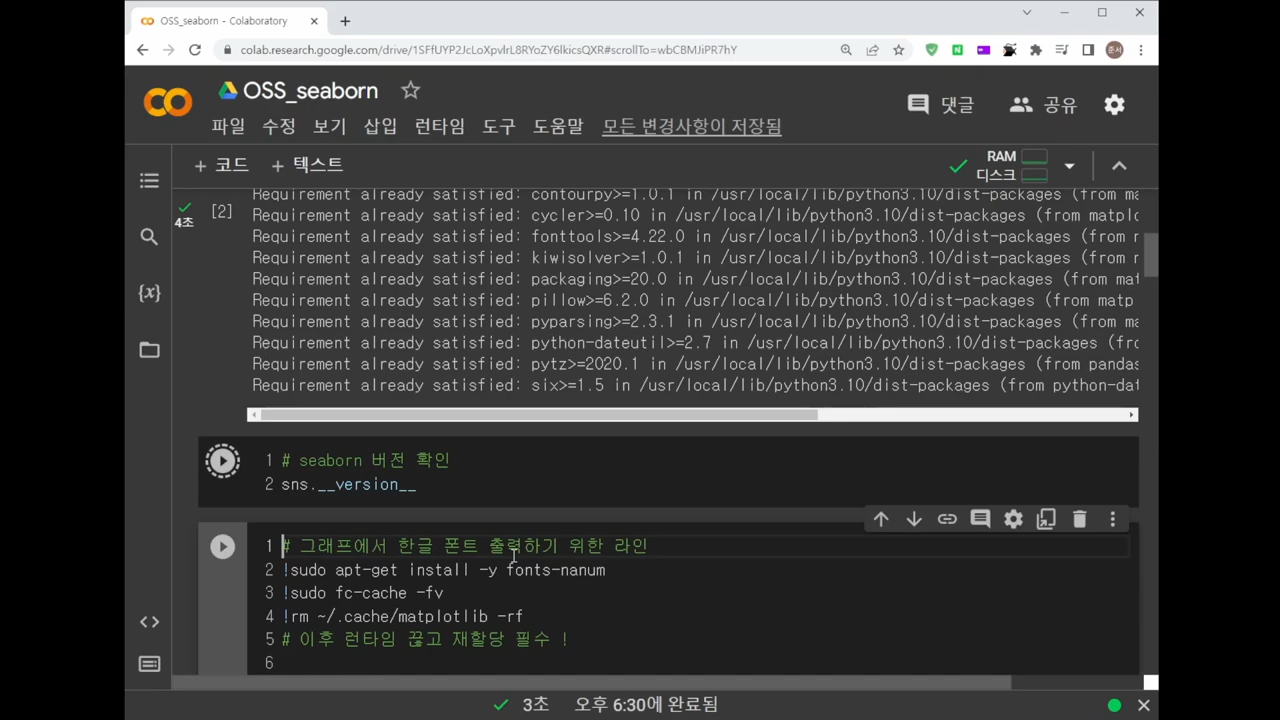 OSS_seaborn - Colaboratory
colab.research.google.com/drive/1SFfUYP2JcLoXpvlrL8RYoZY6lkicsQXR#scrollTo=wbCBMJiPR7hY
준서
OSS_seaborn
댓글 공유
파일 수정 보기 삽입 런타임 도구 도움말 모든 변경사항이 저장됨
+ 코드 + 텍스트
RAM
디스크
4초
[2]
Requirement already satisfied: contourpy>=1.0.1 in /usr/local/lib/python3.10/dist-packages (from mat
Requirement already satisfied: cycler>=0.10 in /usr/local/lib/python3.10/dist-packages (from matplo
Requirement already satisfied: fonttools>=4.22.0 in /usr/local/lib/python3.10/dist-packages (from m
Requirement already satisfied: kiwisolver>=1.0.1 in /usr/local/lib/python3.10/dist-packages (from ma
Requirement already satisfied: packaging>=20.0 in /usr/local/lib/python3.10/dist-packages (from mat
Requirement already satisfied: pillow>=6.2.0 in /usr/local/lib/python3.10/dist-packages (from matp
Requirement already satisfied: pyparsing>=2.3.1 in /usr/local/lib/python3.10/dist-packages (from ma
Requirement already satisfied: python-dateutil>=2.7 in /usr/local/lib/python3.10/dist-packages (fro
Requirement already satisfied: pytz>=2020.1 in /usr/local/lib/python3.10/dist-packages (from pandas
Requirement already satisfied: six>=1.5 in /usr/local/lib/python3.10/dist-packages (from python-dat
1 # seaborn 버전 확인
2 sns.__version__
1 # 그래프에서 한글 폰트 출력하기 위한 라인
2 !sudo apt-get install -y fonts-nanum
3 !sudo fc-cache -fv
4 !rm ~/.cache/matplotlib -rf
5 # 이후 런타임 끊고 재할당 필수 !
6
3초 오후 6:30에 완료됨